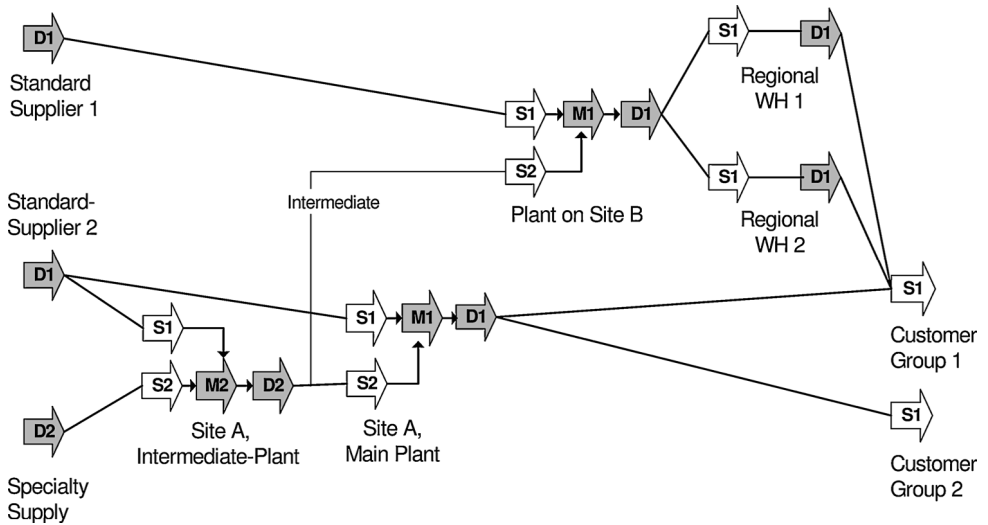 D1
Standard
Supplier 1
S1
M1
D1
S2
Plant on Site B
S1
D1
Regional
WH 1
S1
D1
Regional
WH 2
Intermediate
Standard-
Supplier 2
D1
S1
S2
M2
D2
Site A,
Intermediate-Plant
S1
M1
D1
S2
Site A,
Main Plant
D2
Specialty
Supply
S1
Customer
Group 1
S1
Customer
Group 2